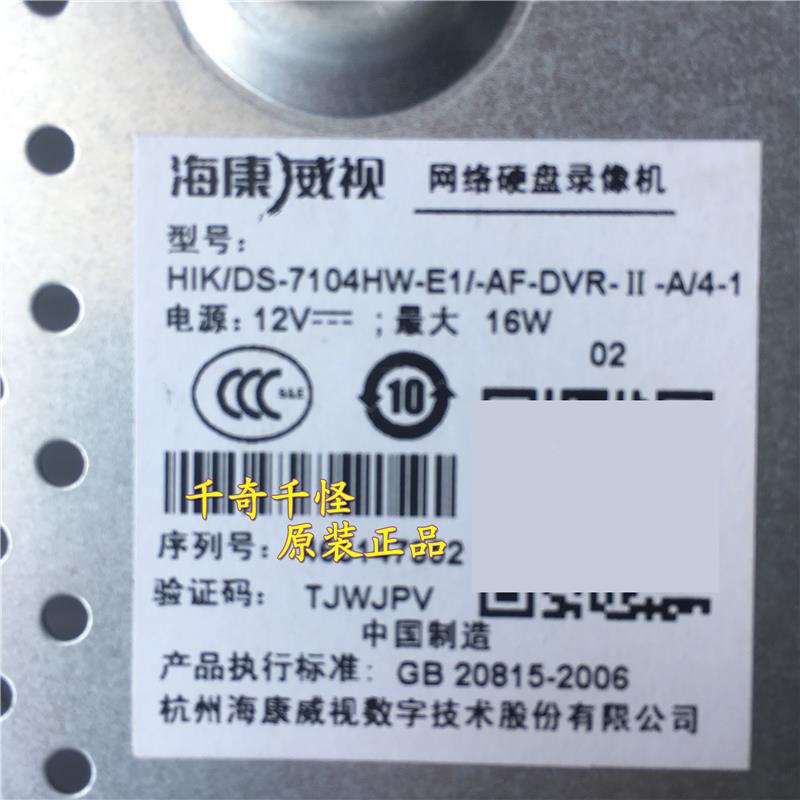 海康威视 网络硬盘录像机
型号:
HIK/DS-7104HW-E1/-AF-DVR-Ⅱ-A/4-1
电源: 12V⎓ ; 最大 16W
02
CCC S&E
10
千奇千怪
原装正品
序列号:
验证码: TJWJPV
中国制造
产品执行标准: GB 20815-2006
杭州海康威视数字技术股份有限公司